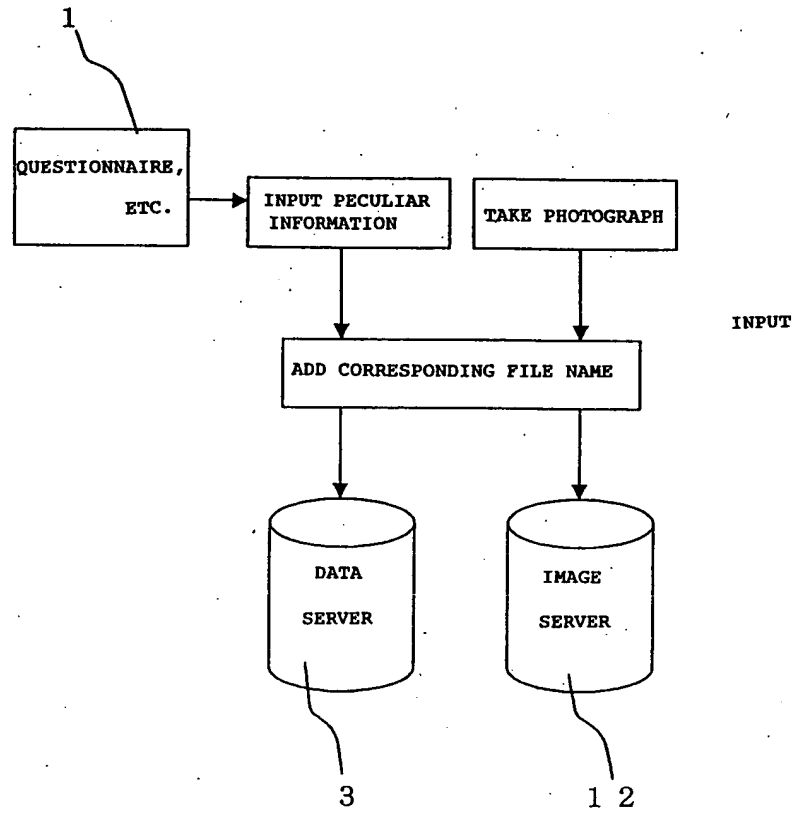 1
QUESTIONNAIRE,
ETC.
INPUT PECULIAR
INFORMATION
TAKE PHOTOGRAPH
INPUT
ADD CORRESPONDING FILE NAME
DATA
SERVER
IMAGE
SERVER
3
1 2